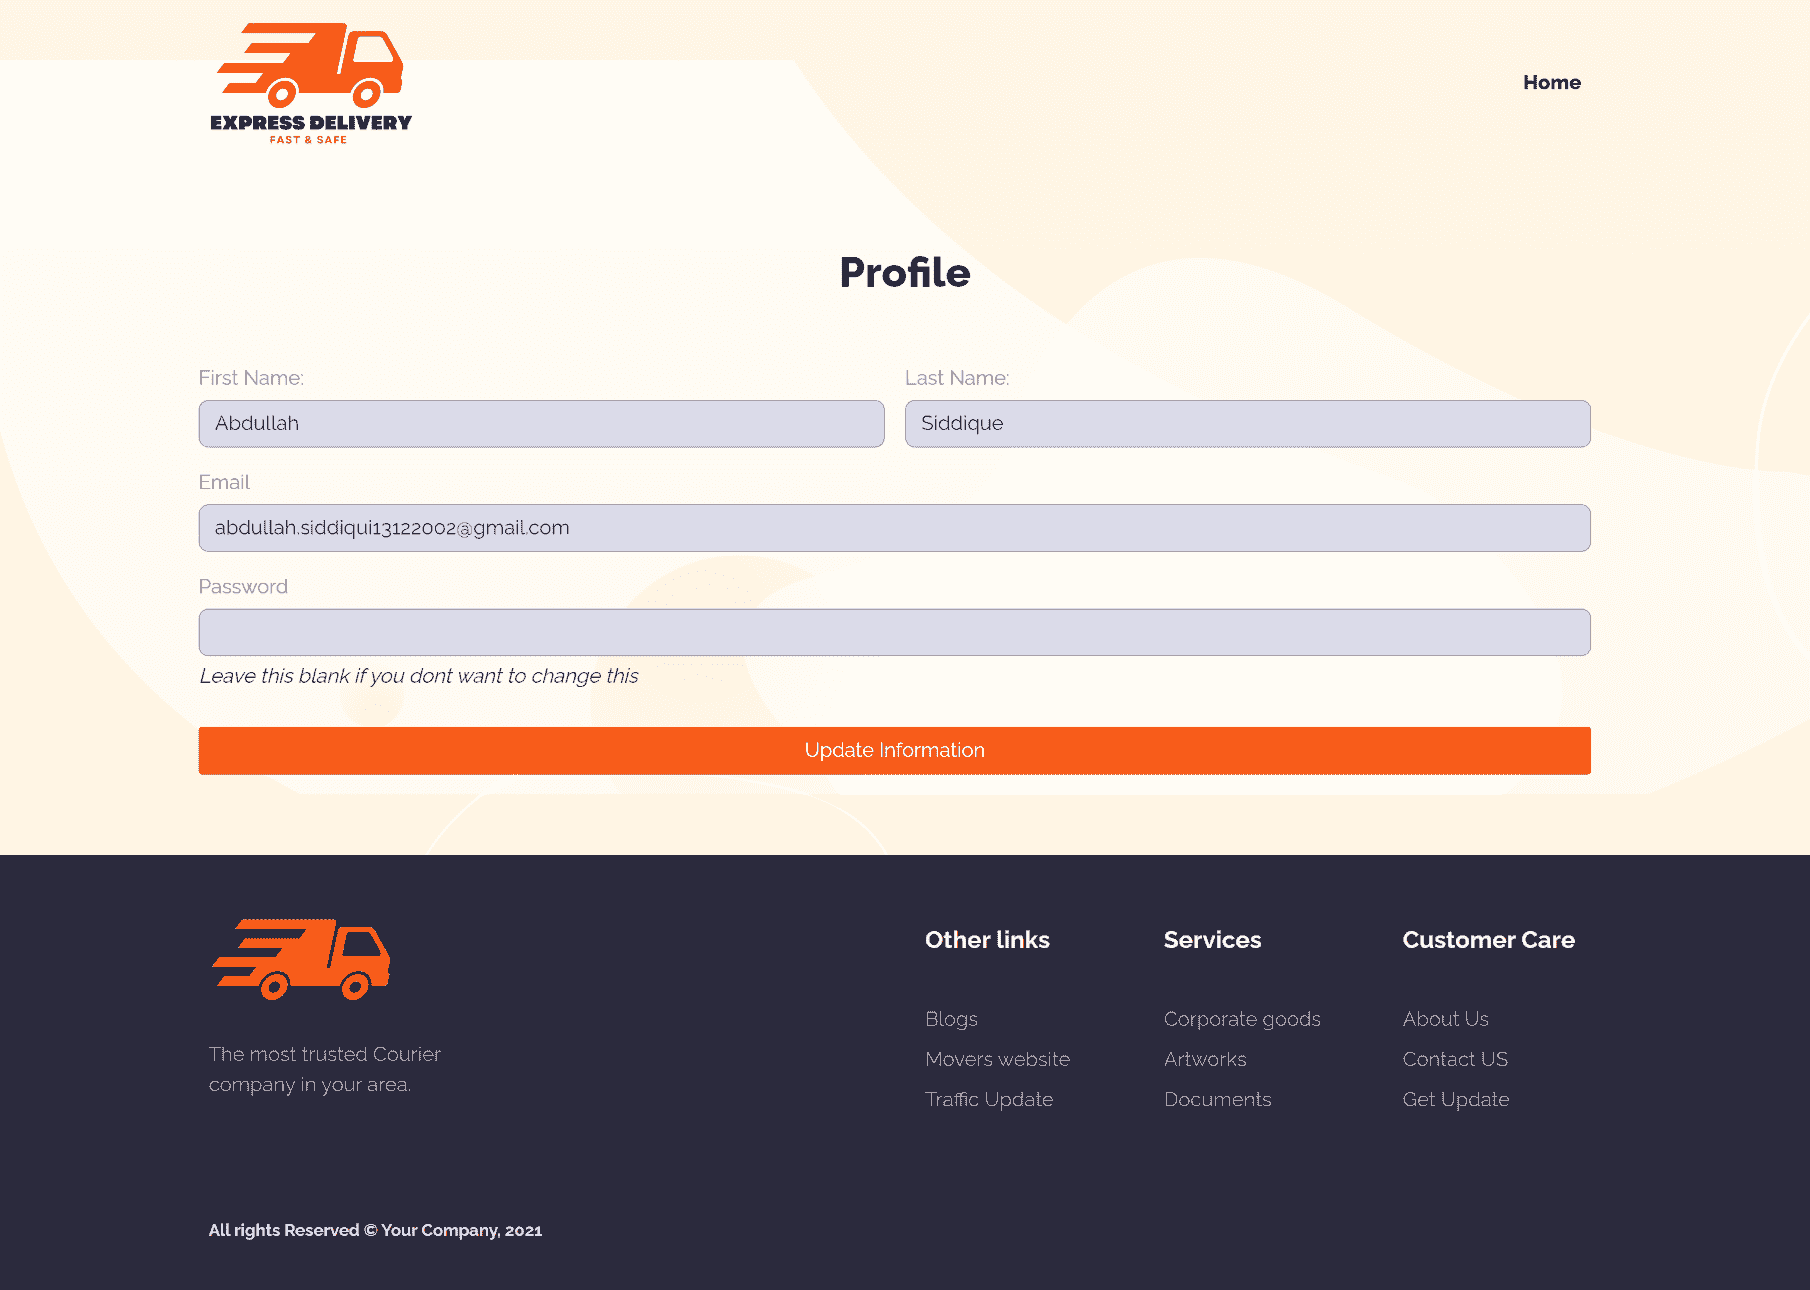 EXPRESS DELIVERY
FAST & SAFE
Home
Profile
First Name:
Last Name:
Abdullah
Siddique
Email
abdullah.siddiqui13122002@gmail.com
Password
Leave this blank if you dont want to change this
Update Information
The most trusted Courier
company in your area.
Other links
Blogs
Movers website
Traffic Update
Services
Corporate goods
Artworks
Documents
Customer Care
About Us
Contact US
Get Update
All rights Reserved © Your Company, 2021